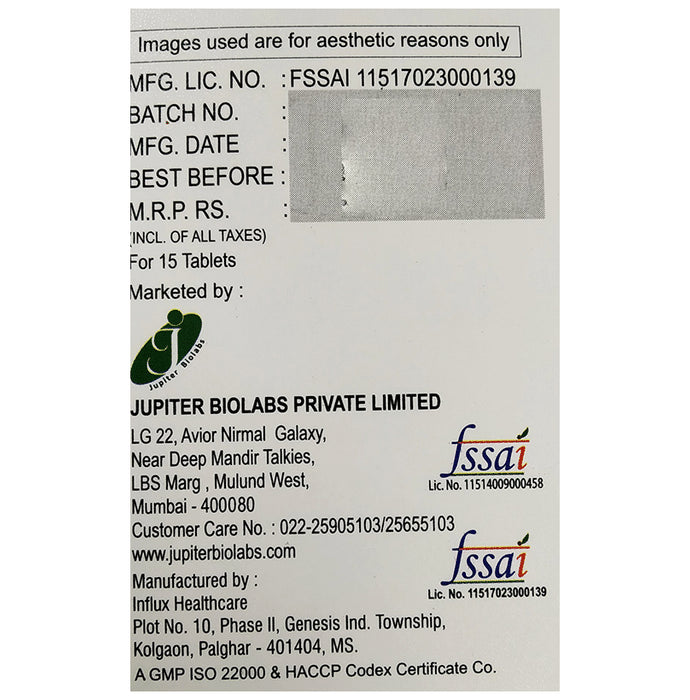 Images used are for aesthetic reasons only
MFG. LIC. NO. : FSSAI 11517023000139
BATCH NO. :
MFG. DATE :
BEST BEFORE :
M.R.P. RS. :
(INCL. OF ALL TAXES)
For 15 Tablets
Marketed by :
j
Jupiter Biolabs
JUPITER BIOLABS PRIVATE LIMITED
LG 22, Avior Nirmal Galaxy,
Near Deep Mandir Talkies,
LBS Marg , Mulund West,
Mumbai - 400080
fssai
Lic. No. 11514009000458
Customer Care No. : 022-25905103/25655103
www.jupiterbiolabs.com
fssai
Lic. No. 11517023000139
Manufactured by :
Influx Healthcare
Plot No. 10, Phase II, Genesis Ind. Township,
Kolgaon, Palghar - 401404, MS.
A GMP ISO 22000 & HACCP Codex Certificate Co.